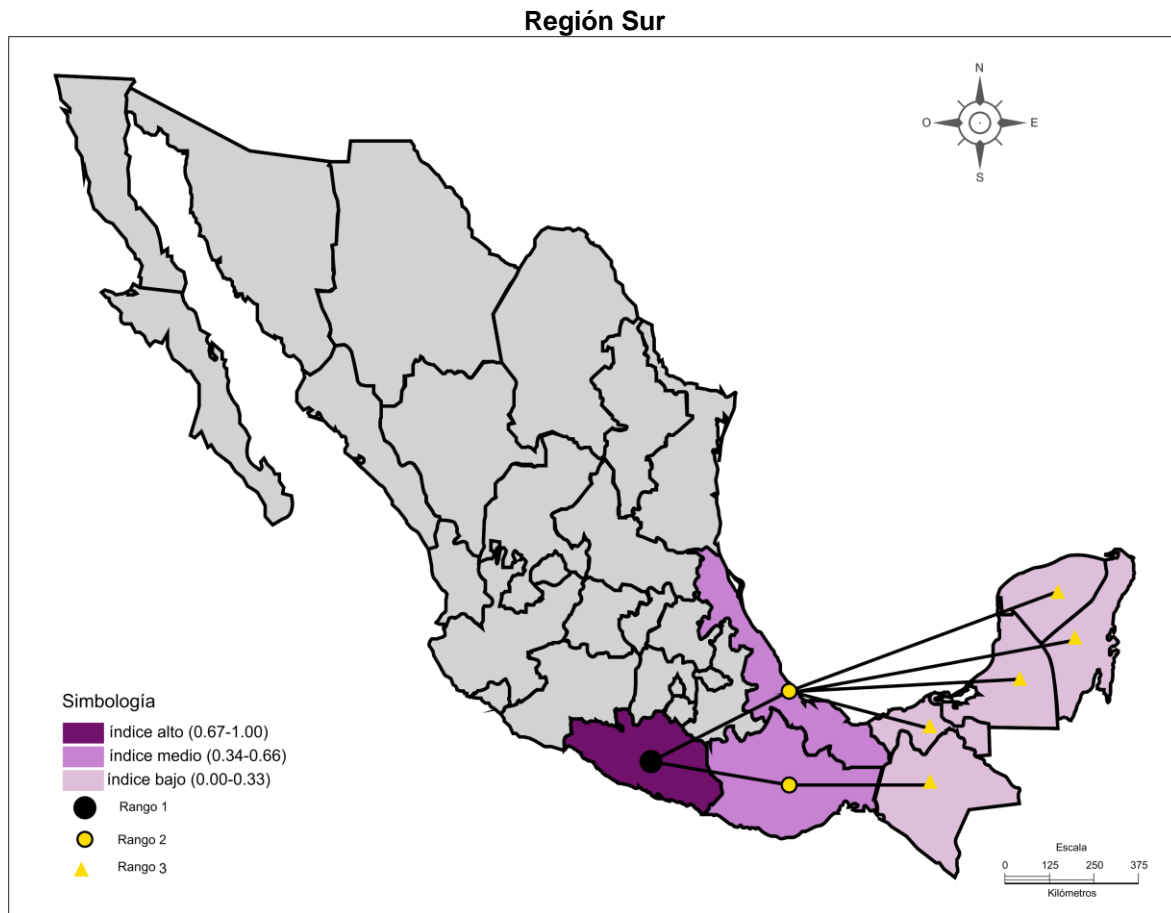 Región Sur
N
O
E
S
Simbología
índice alto (0.67-1.00)
índice medio (0.34-0.66)
índice bajo (0.00-0.33)
Rango 1
Rango 2
Rango 3
Escala
0 125 250 375
Kilómetros